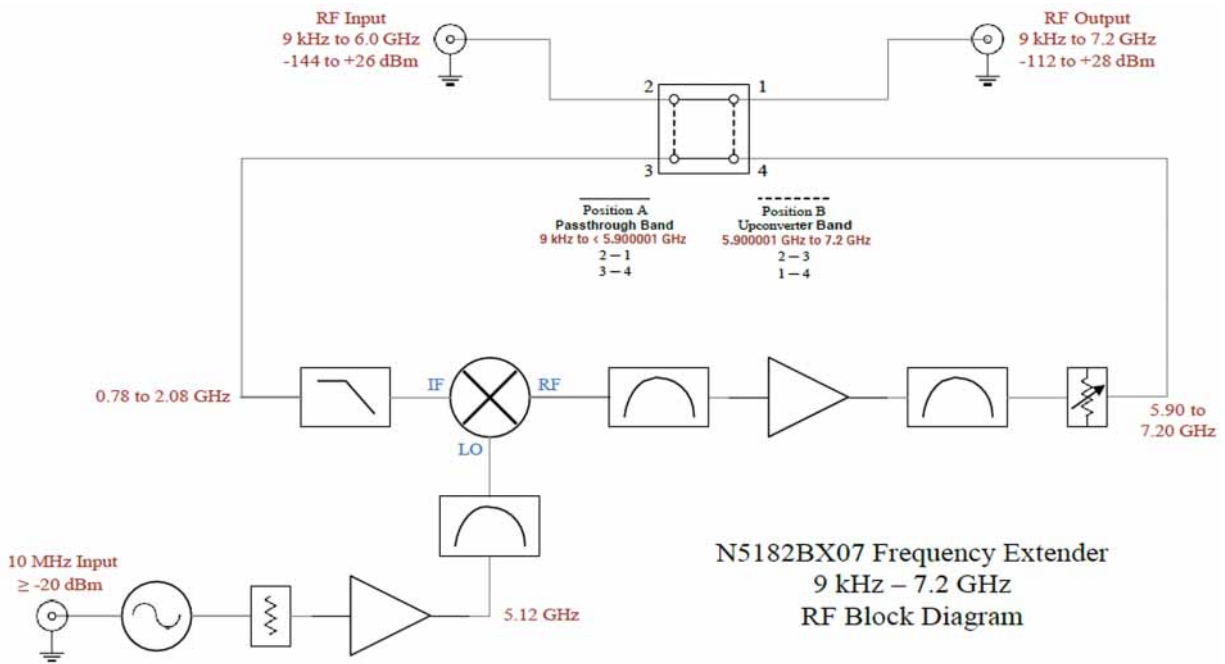 RF Input
9 kHz to 6.0 GHz
-144 to +26 dBm
RF Output
9 kHz to 7.2 GHz
-112 to +28 dBm
2
1
3
4
Position A
Passthrough Band
9 kHz to < 5.900001 GHz
2 – 1
3 – 4
Position B
Upconverter Band
5.900001 GHz to 7.2 GHz
2 – 3
1 – 4
0.78 to 2.08 GHz
IF
RF
LO
5.90 to
7.20 GHz
10 MHz Input
≥ -20 dBm
5.12 GHz
N5182BX07 Frequency Extender
9 kHz – 7.2 GHz
RF Block Diagram